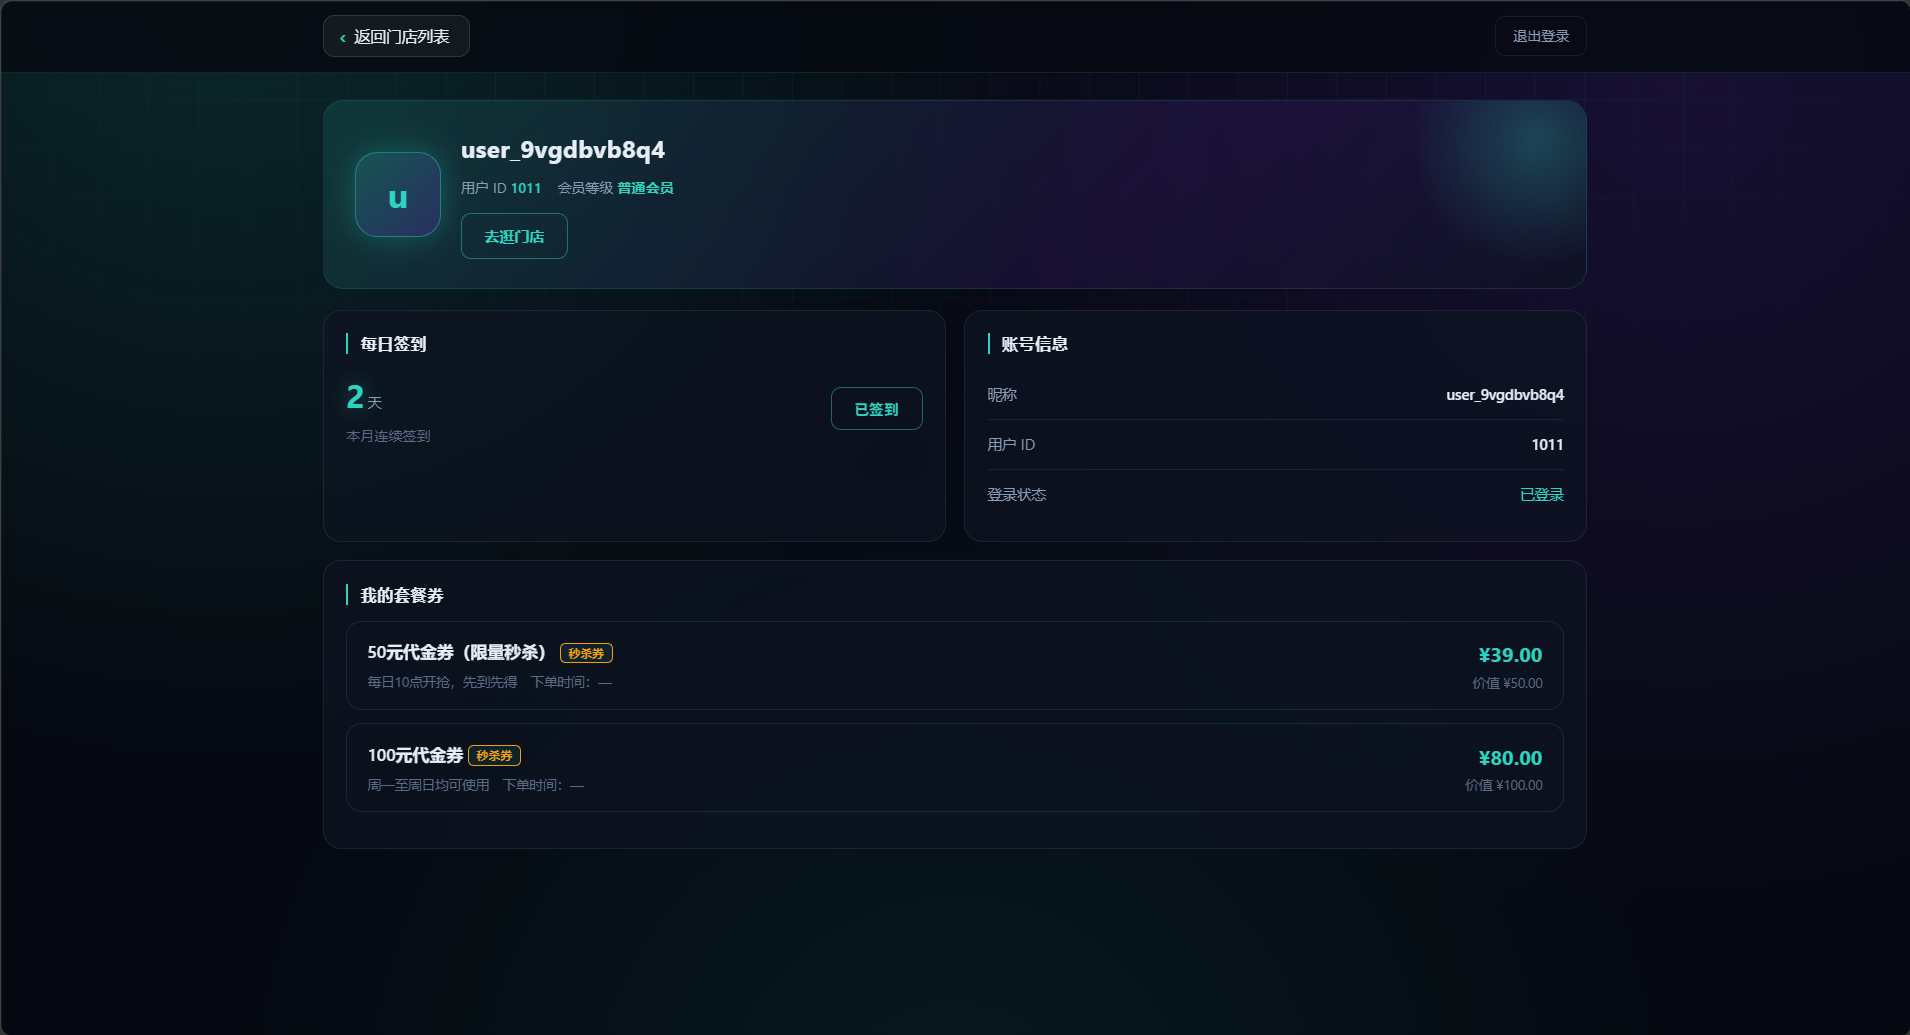 ‹ 返回门店列表
退出登录
user_9vgdbvb8q4
u
用户 ID 1011 会员等级 普通会员
去逛门店
每日签到
2 天
已签到
本月连续签到
账号信息
昵称 user_9vgdbvb8q4
用户 ID 1011
登录状态 已登录
我的套餐券
50元代金券（限量秒杀） 秒杀券
¥39.00
每日10点开抢，先到先得 下单时间：—
价值 ¥50.00
100元代金券 秒杀券
¥80.00
周一至周日均可使用 下单时间：—
价值 ¥100.00